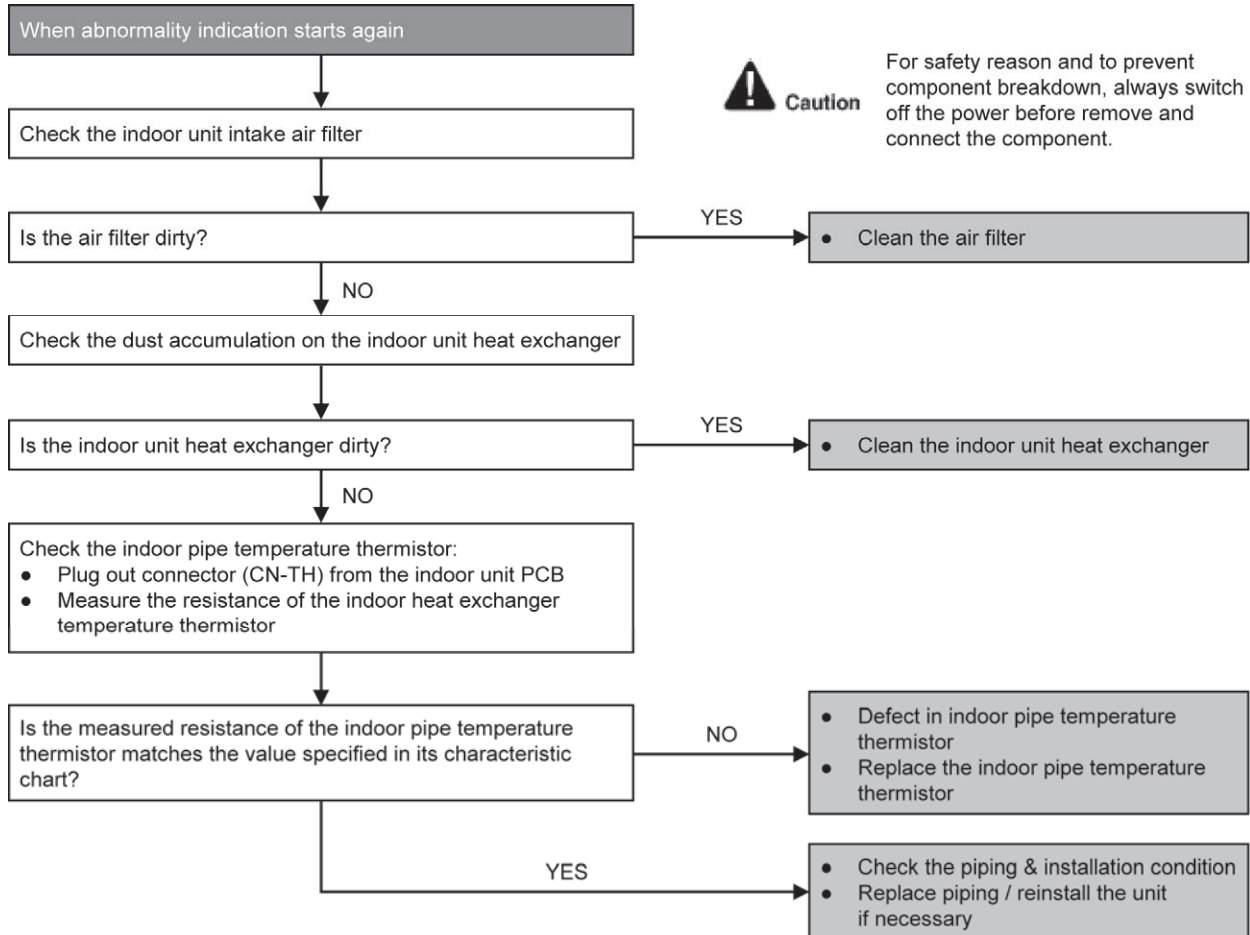 When abnormality indication starts again
Caution
For safety reason and to prevent
component breakdown, always switch
off the power before remove and
connect the component.
Check the indoor unit intake air filter
Is the air filter dirty?
YES
● Clean the air filter
NO
Check the dust accumulation on the indoor unit heat exchanger
Is the indoor unit heat exchanger dirty?
YES
● Clean the indoor unit heat exchanger
NO
Check the indoor pipe temperature thermistor:
● Plug out connector (CN-TH) from the indoor unit PCB
● Measure the resistance of the indoor heat exchanger
temperature thermistor
Is the measured resistance of the indoor pipe temperature
thermistor matches the value specified in its characteristic
chart?
NO
● Defect in indoor pipe temperature
thermistor
● Replace the indoor pipe temperature
thermistor
YES
● Check the piping & installation condition
● Replace piping / reinstall the unit
if necessary